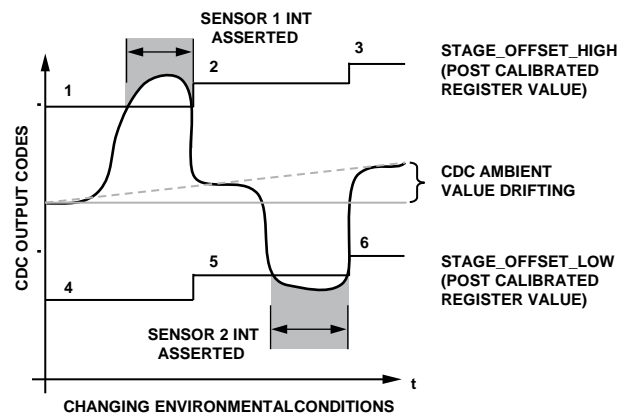 SENSOR 1 INT
ASSERTED
1
2
3
STAGE_OFFSET_HIGH
(POST CALIBRATED
REGISTER VALUE)
CDC OUTPUT CODES
CDC AMBIENT
VALUE DRIFTING
4
5
6
STAGE_OFFSET_LOW
(POST CALIBRATED
REGISTER VALUE)
SENSOR 2 INT
ASSERTED
t
CHANGING ENVIRONMENTALCONDITIONS